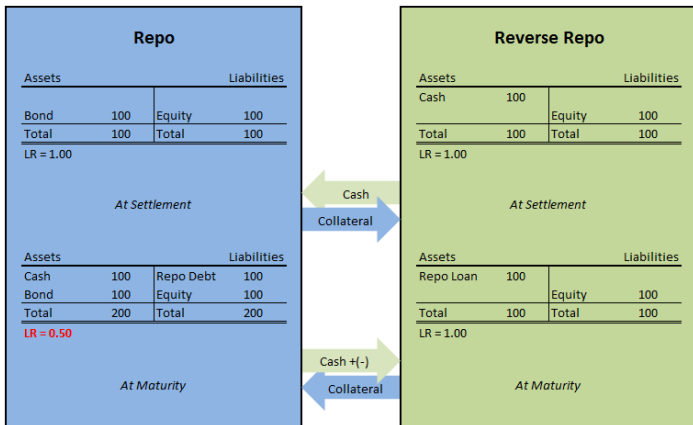 Repo
Assets Liabilities
Bond 100 Equity 100
Total 100 Total 100
LR = 1.00
At Settlement
Assets Liabilities
Cash 100 Repo Debt 100
Bond 100 Equity 100
Total 200 Total 200
LR = 0.50
At Maturity
Cash
Collateral
Cash +(-)
Collateral
Reverse Repo
Assets Liabilities
Cash 100
Equity 100
Total 100 Total 100
LR = 1.00
At Settlement
Assets Liabilities
Repo Loan 100
Equity 100
Total 100 Total 100
LR = 1.00
At Maturity